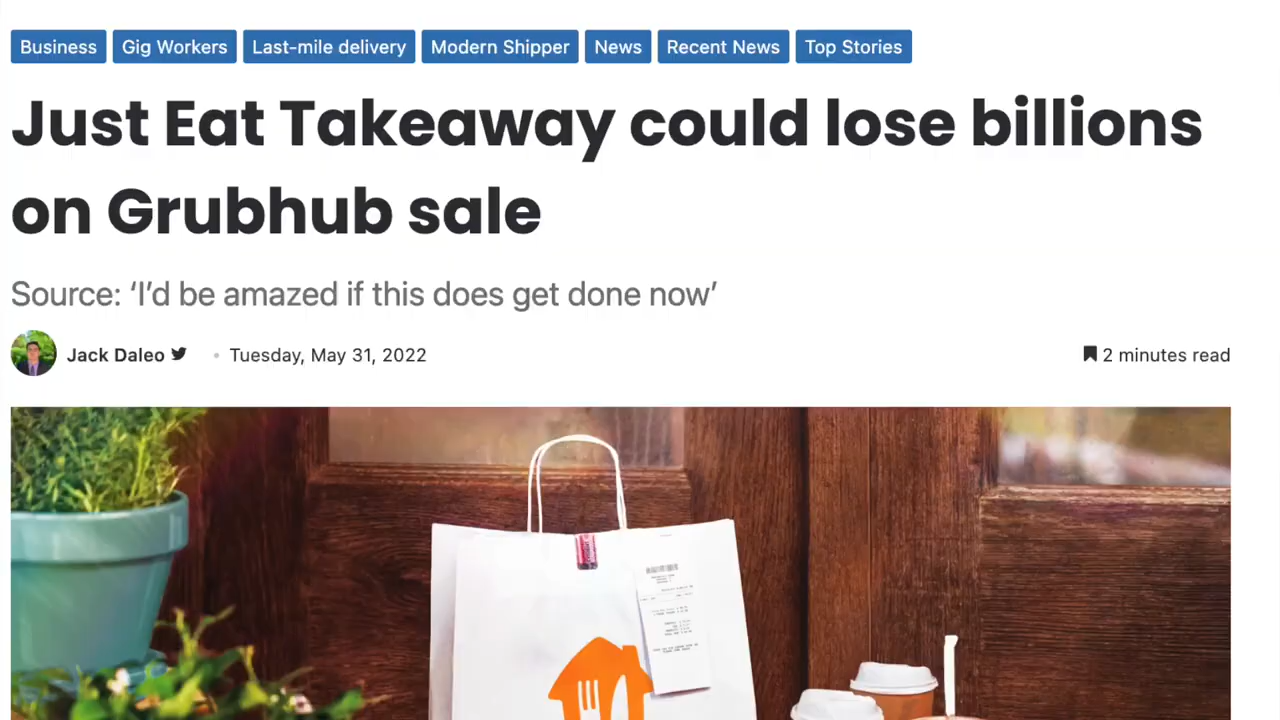 Business Gig Workers Last-mile delivery Modern Shipper News Recent News Top Stories
Just Eat Takeaway could lose billions
on Grubhub sale
Source: ‘I’d be amazed if this does get done now’
Jack Daleo • Tuesday, May 31, 2022 2 minutes read